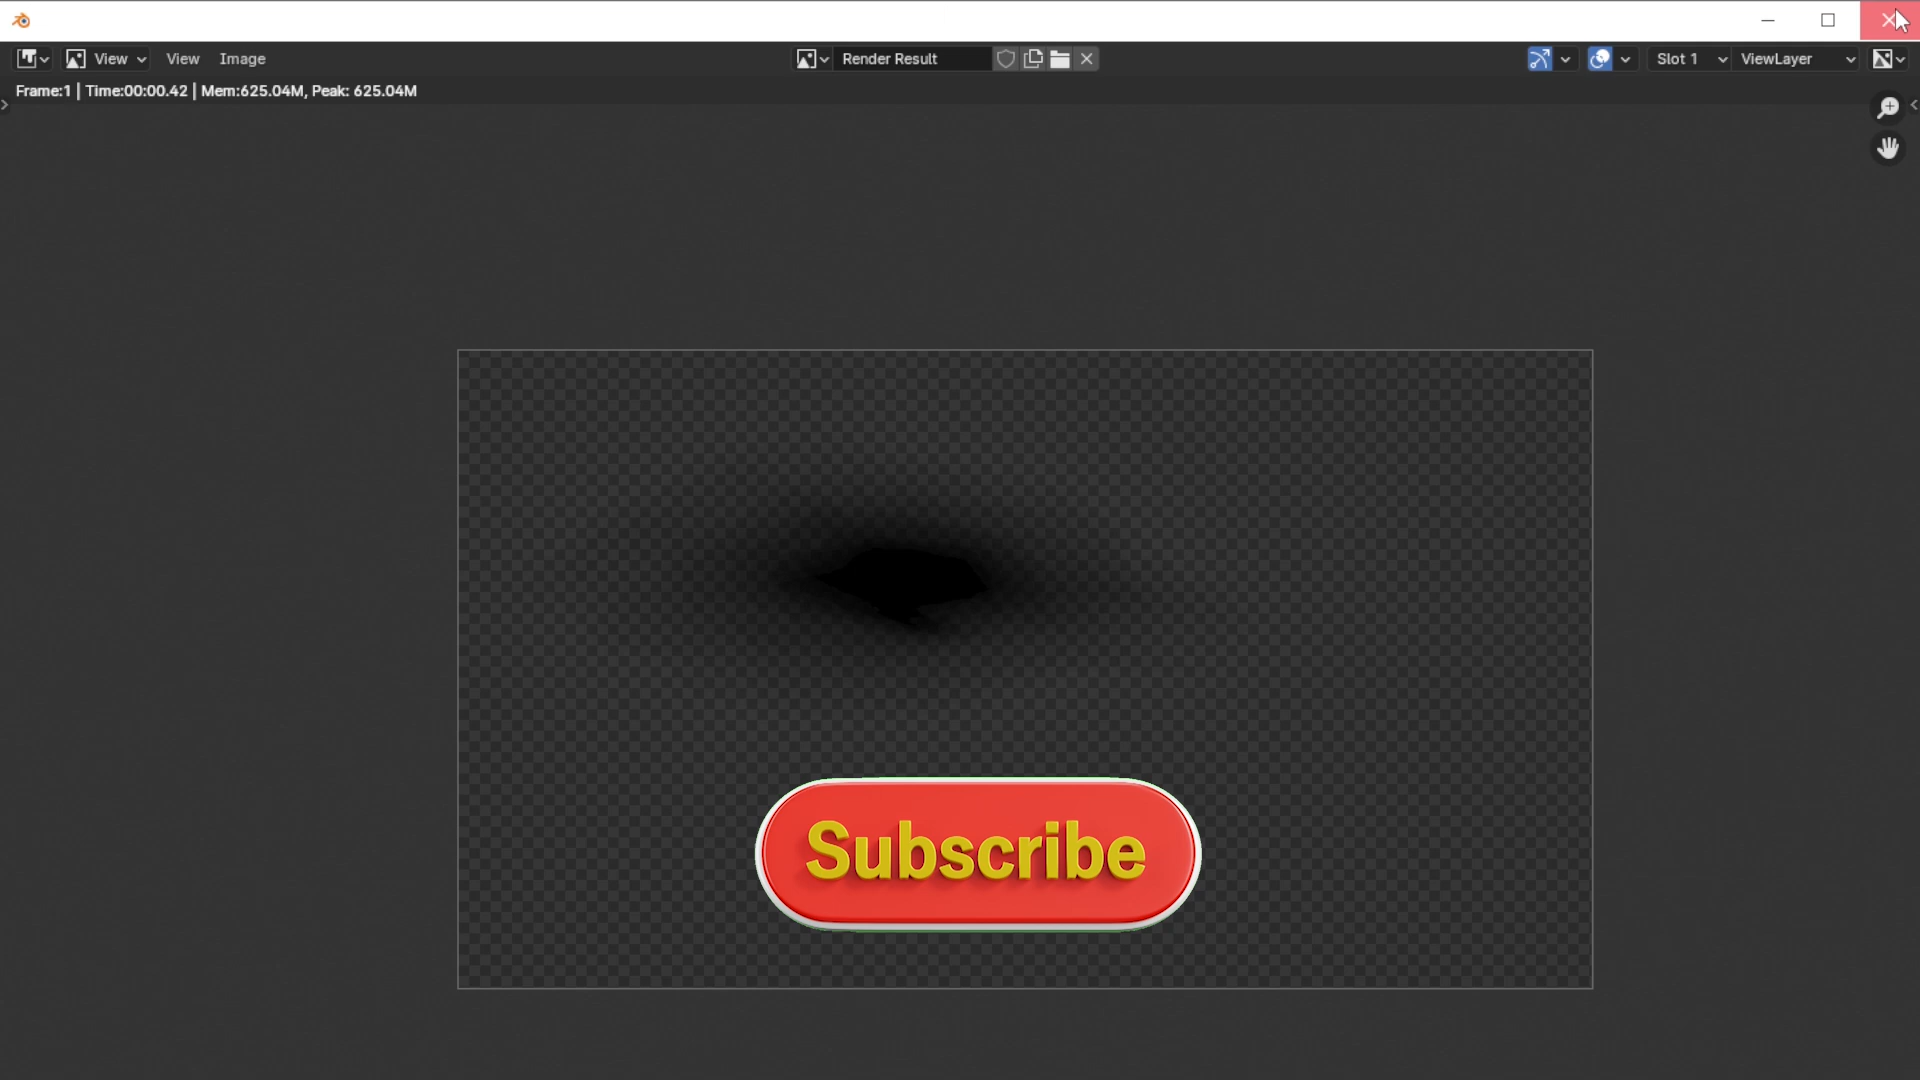 View View Image Render Result Slot 1 ViewLayer
Frame:1 | Time:00:00.42 | Mem:625.04M, Peak: 625.04M
Subscribe